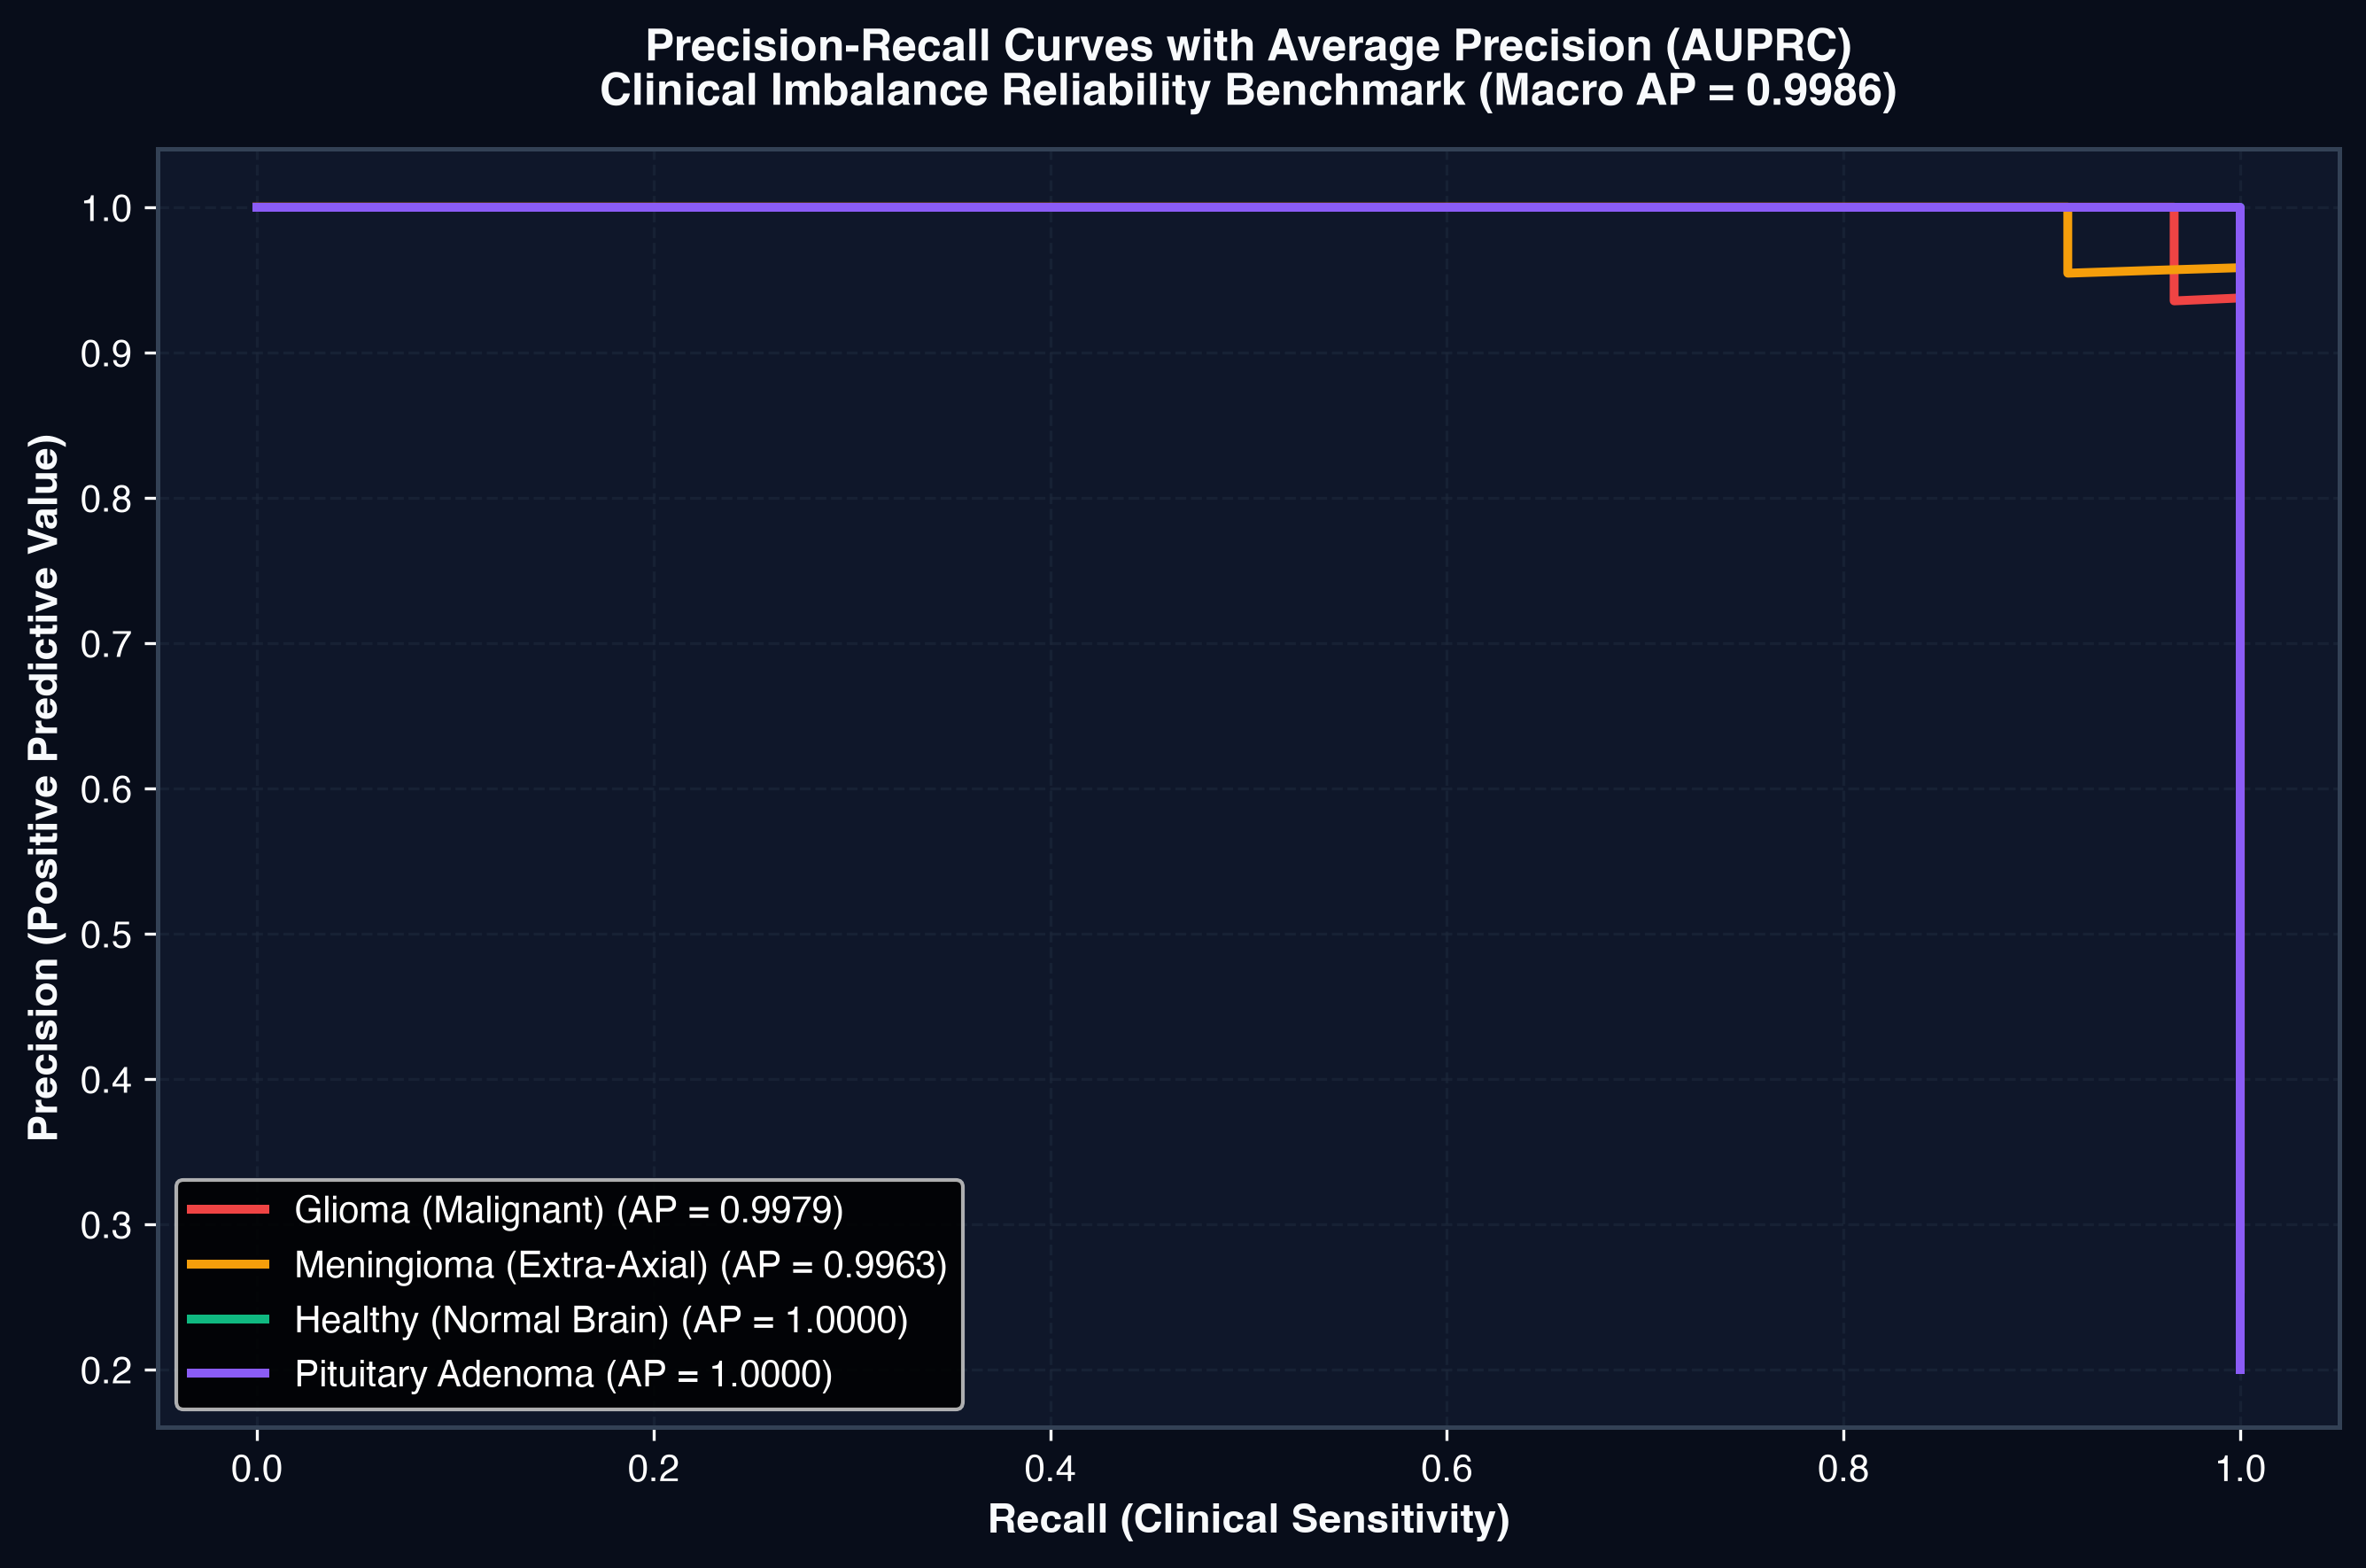 Precision-Recall Curves with Average Precision (AUPRC)
Clinical Imbalance Reliability Benchmark (Macro AP = 0.9986)
Precision (Positive Predictive Value)
1.0
0.9
0.8
0.7
0.6
0.5
0.4
0.3
0.2
Glioma (Malignant) (AP = 0.9979)
Meningioma (Extra-Axial) (AP = 0.9963)
Healthy (Normal Brain) (AP = 1.0000)
Pituitary Adenoma (AP = 1.0000)
0.0 0.2 0.4 0.6 0.8 1.0
Recall (Clinical Sensitivity)